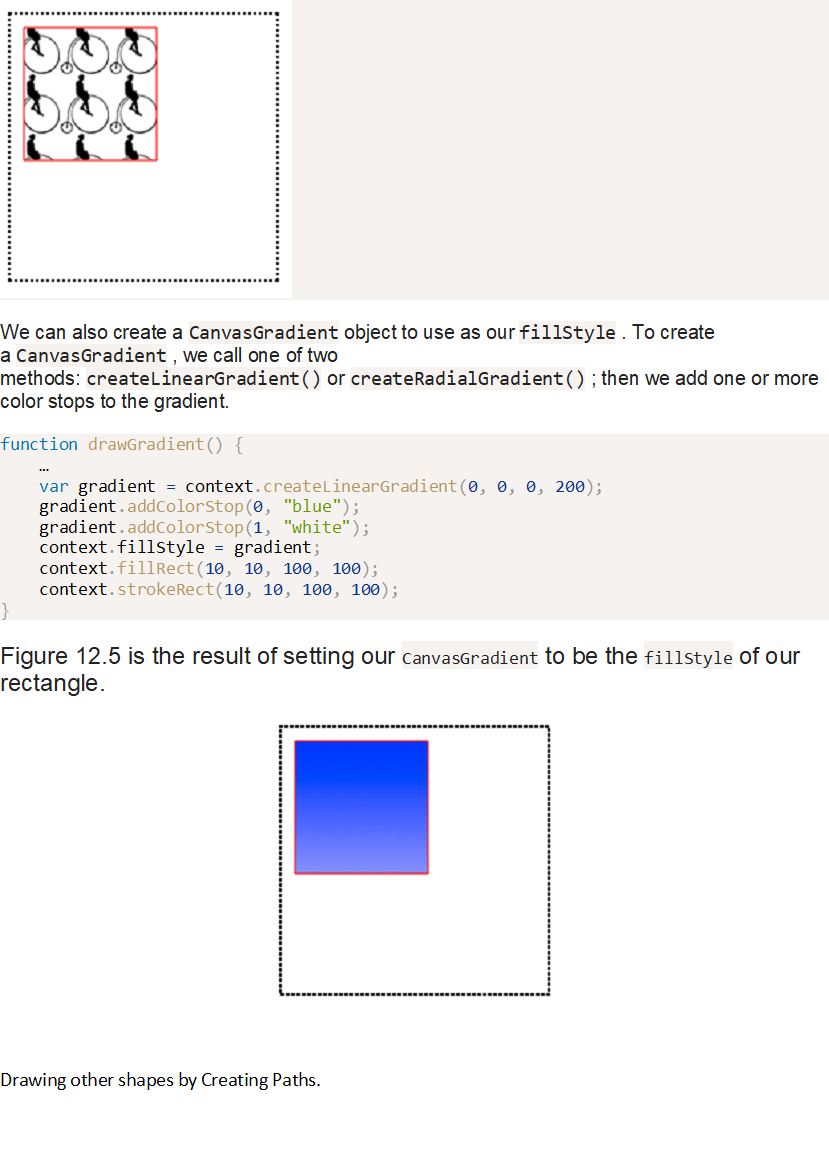 We can also create a CanvasGradient object to use as our fillStyle . To create
a CanvasGradient , we call one of two
methods: createLinearGradient() or createRadialGradient() ; then we add one or more
color stops to the gradient.
function drawGradient() {
    …
    var gradient = context.createLinearGradient(0, 0, 0, 200);
    gradient.addColorStop(0, "blue");
    gradient.addColorStop(1, "white");
    context.fillStyle = gradient;
    context.fillRect(10, 10, 100, 100);
    context.strokeRect(10, 10, 100, 100);
}
Figure 12.5 is the result of setting our CanvasGradient to be the fillStyle of our
rectangle.
Drawing other shapes by Creating Paths.